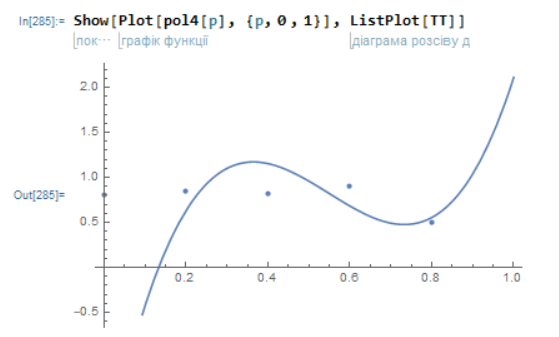 In[285]:= Show[Plot[pol4[p], {p, 0, 1}], ListPlot[TT]]
пок⋯ графік функції діаграма розсіву д
Out[285]=
2.0
1.5
1.0
0.5
-0.5
0.2 0.4 0.6 0.8 1.0